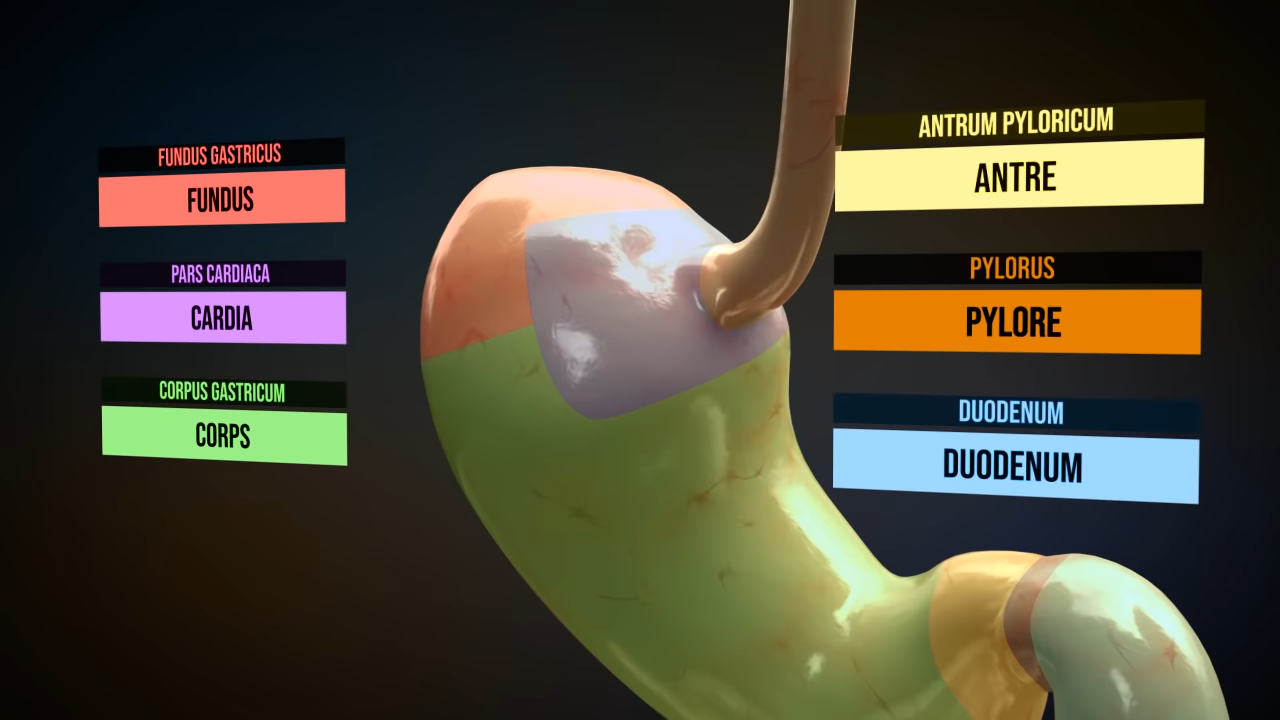 FUNDUS GASTRICUS
FUNDUS
PARS CARDIACA
CARDIA
CORPUS GASTRICUM
CORPS
ANTRUM PYLORICUM
ANTRE
PYLORUS
PYLORE
DUODENUM
DUODENUM